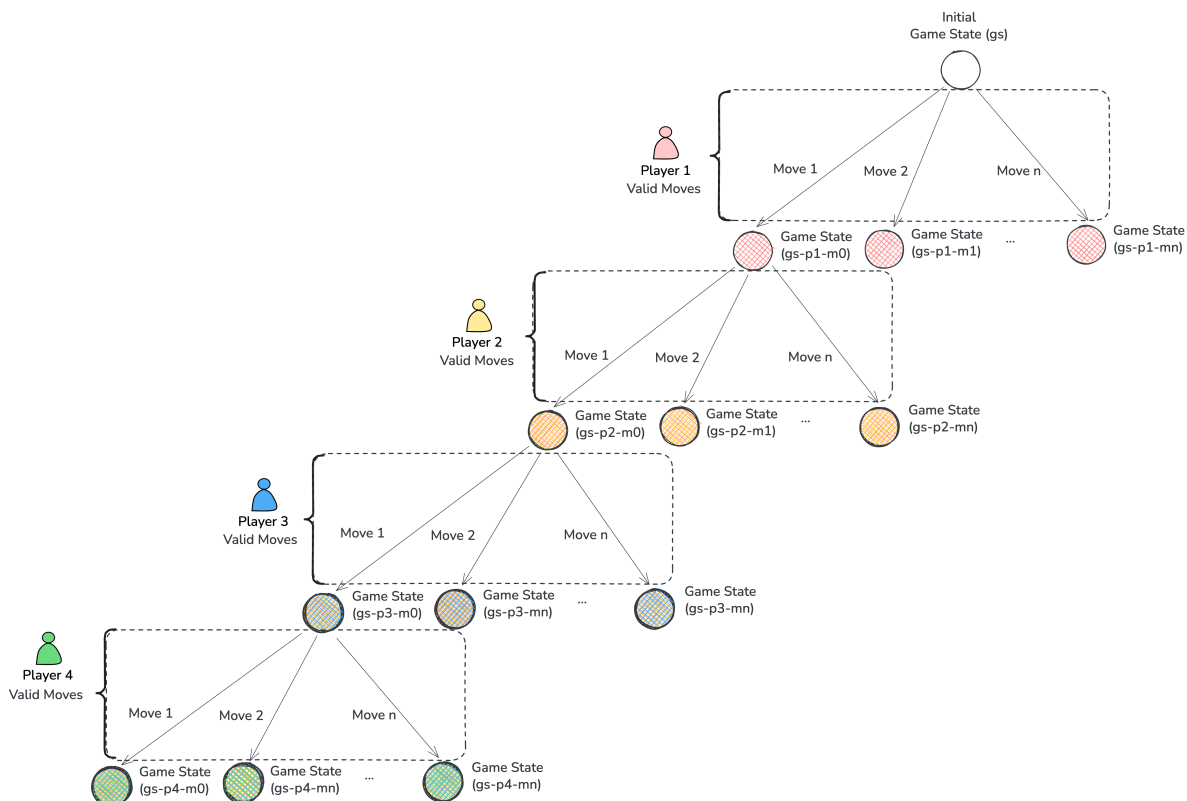 Initial
Game State (gs)
Player 1
Valid Moves
Move 1
Move 2
Move n
Game State
(gs-p1-m0)
Game State
(gs-p1-m1)
...
Game State
(gs-p1-mn)
Player 2
Valid Moves
Move 1
Move 2
Move n
Game State
(gs-p2-m0)
Game State
(gs-p2-m1)
...
Game State
(gs-p2-mn)
Player 3
Valid Moves
Move 1
Move 2
Move n
Game State
(gs-p3-m0)
Game State
(gs-p3-mn)
...
Game State
(gs-p3-mn)
Player 4
Valid Moves
Move 1
Move 2
Move n
Game State
(gs-p4-m0)
Game State
(gs-p4-mn)
...
Game State
(gs-p4-mn)